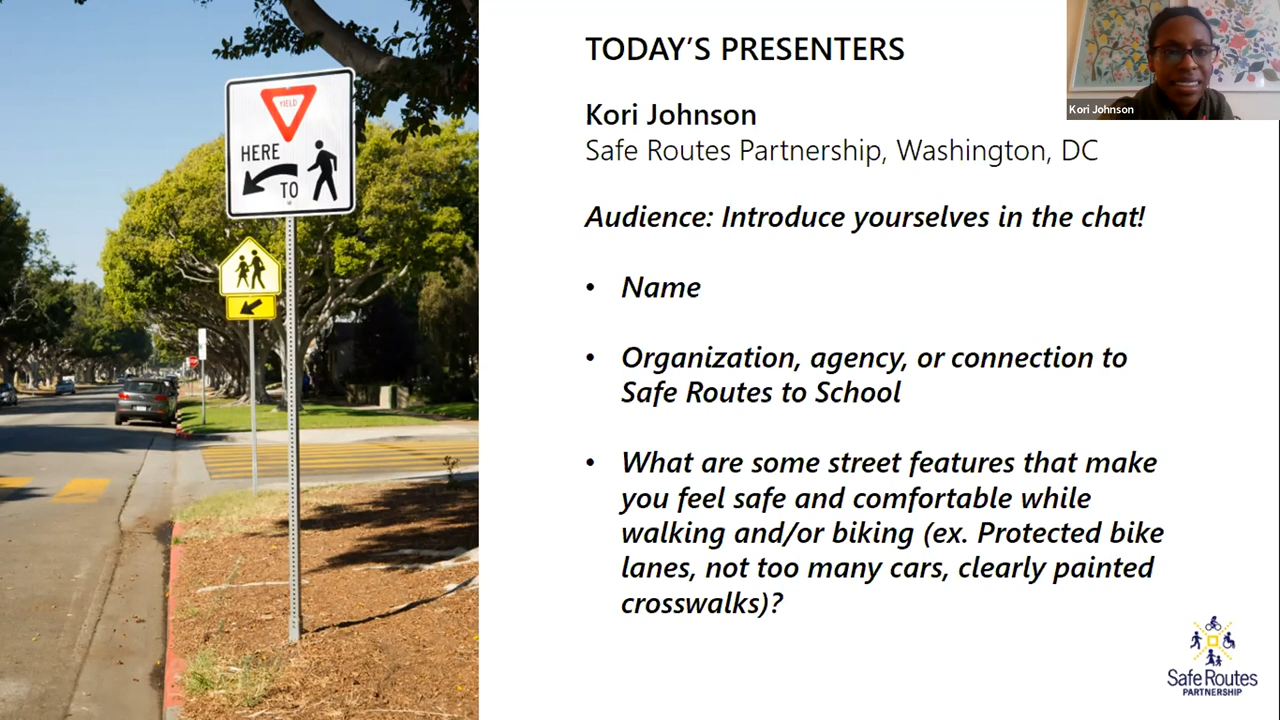 YIELD
HERE
TO
TODAY’S PRESENTERS
Kori Johnson
Safe Routes Partnership, Washington, DC
Audience: Introduce yourselves in the chat!
• Name
• Organization, agency, or connection to
Safe Routes to School
• What are some street features that make
you feel safe and comfortable while
walking and/or biking (ex. Protected bike
lanes, not too many cars, clearly painted
crosswalks)?
Kori Johnson
Safe Routes
PARTNERSHIP